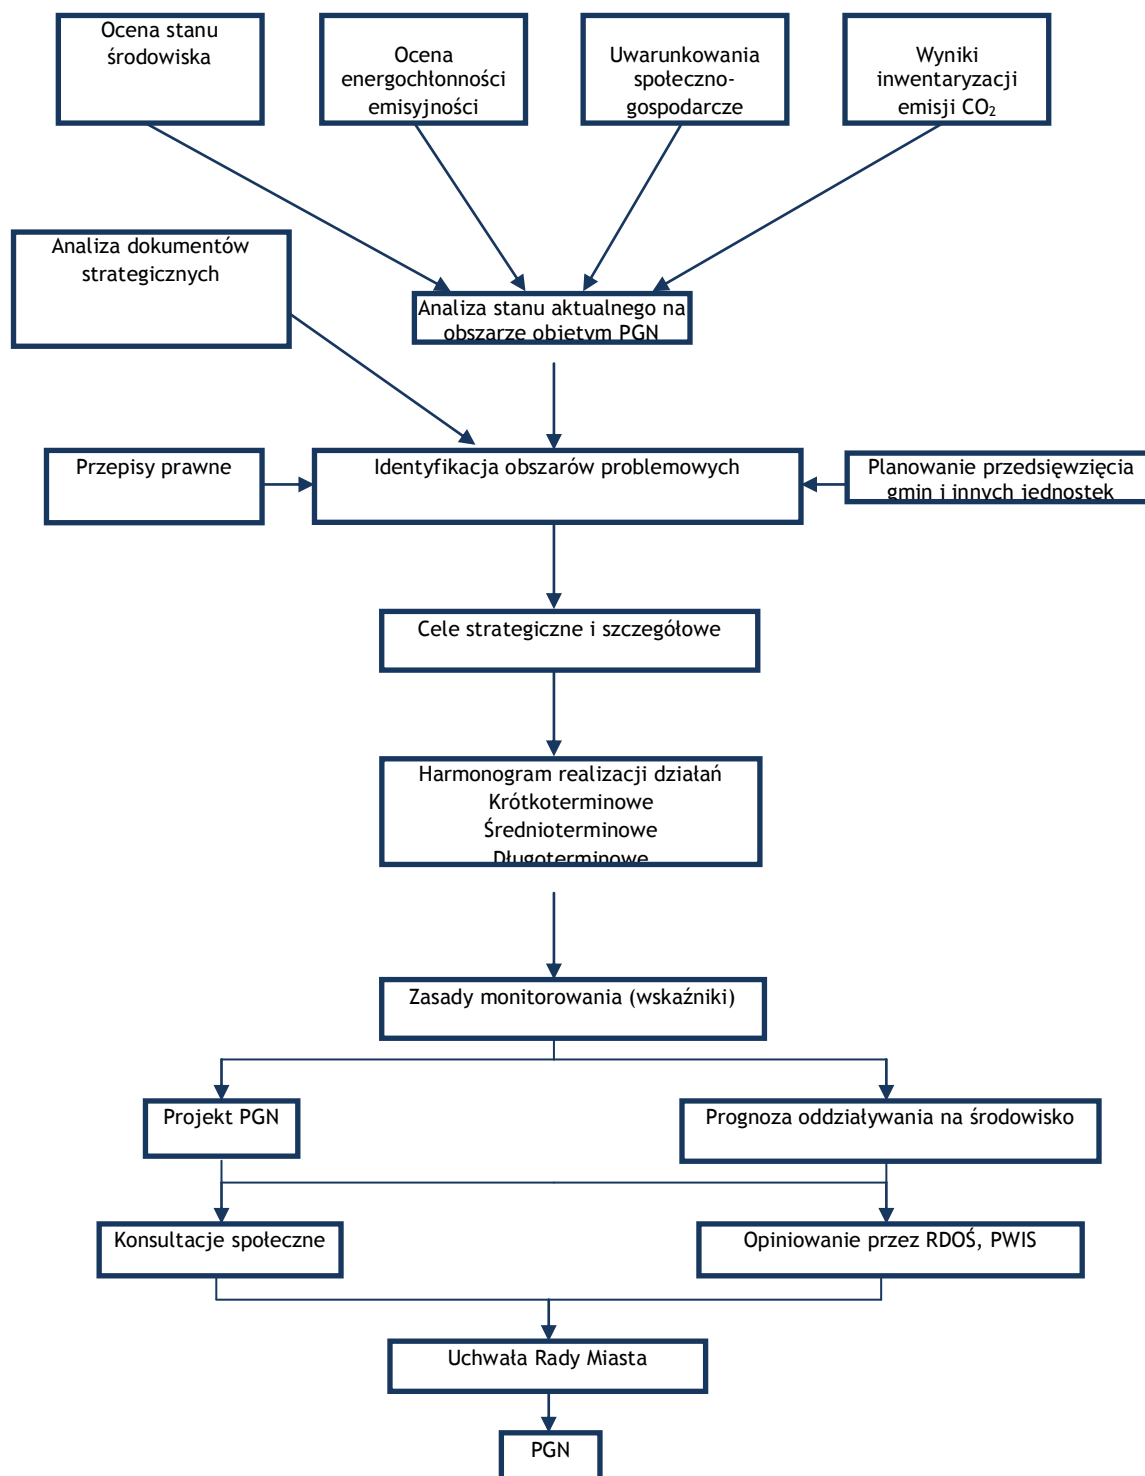 Ocena stanu
środowiska
Ocena
energochłonności
emisyjności
Uwarunkowania
społeczno-
gospodarcze
Wyniki
inwentaryzacji
emisji CO₂
Analiza dokumentów
strategicznych
Analiza stanu aktualnego na
obszarze objętym PGN
Przepisy prawne
Identyfikacja obszarów problemowych
Planowanie przedsięwzięcia
gmin i innych jednostek
Cele strategiczne i szczegółowe
Harmonogram realizacji działań
Krótkoterminowe
Średnioterminowe
Długoterminowe
Zasady monitorowania (wskaźniki)
Projekt PGN
Prognoza oddziaływania na środowisko
Konsultacje społeczne
Opiniowanie przez RDOŚ, PWIS
Uchwała Rady Miasta
PGN